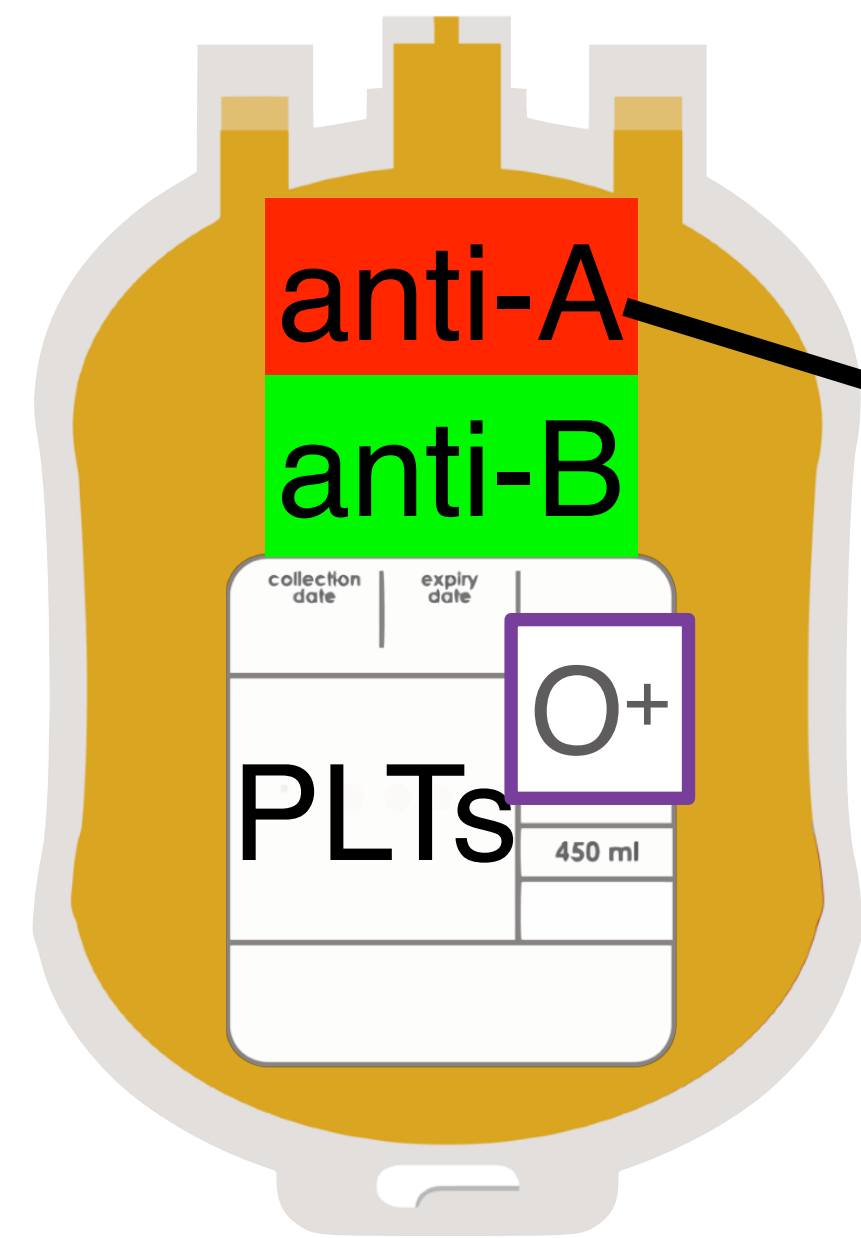 anti-A
anti-B
collection date
expiry date
O+
PLTs
450 ml